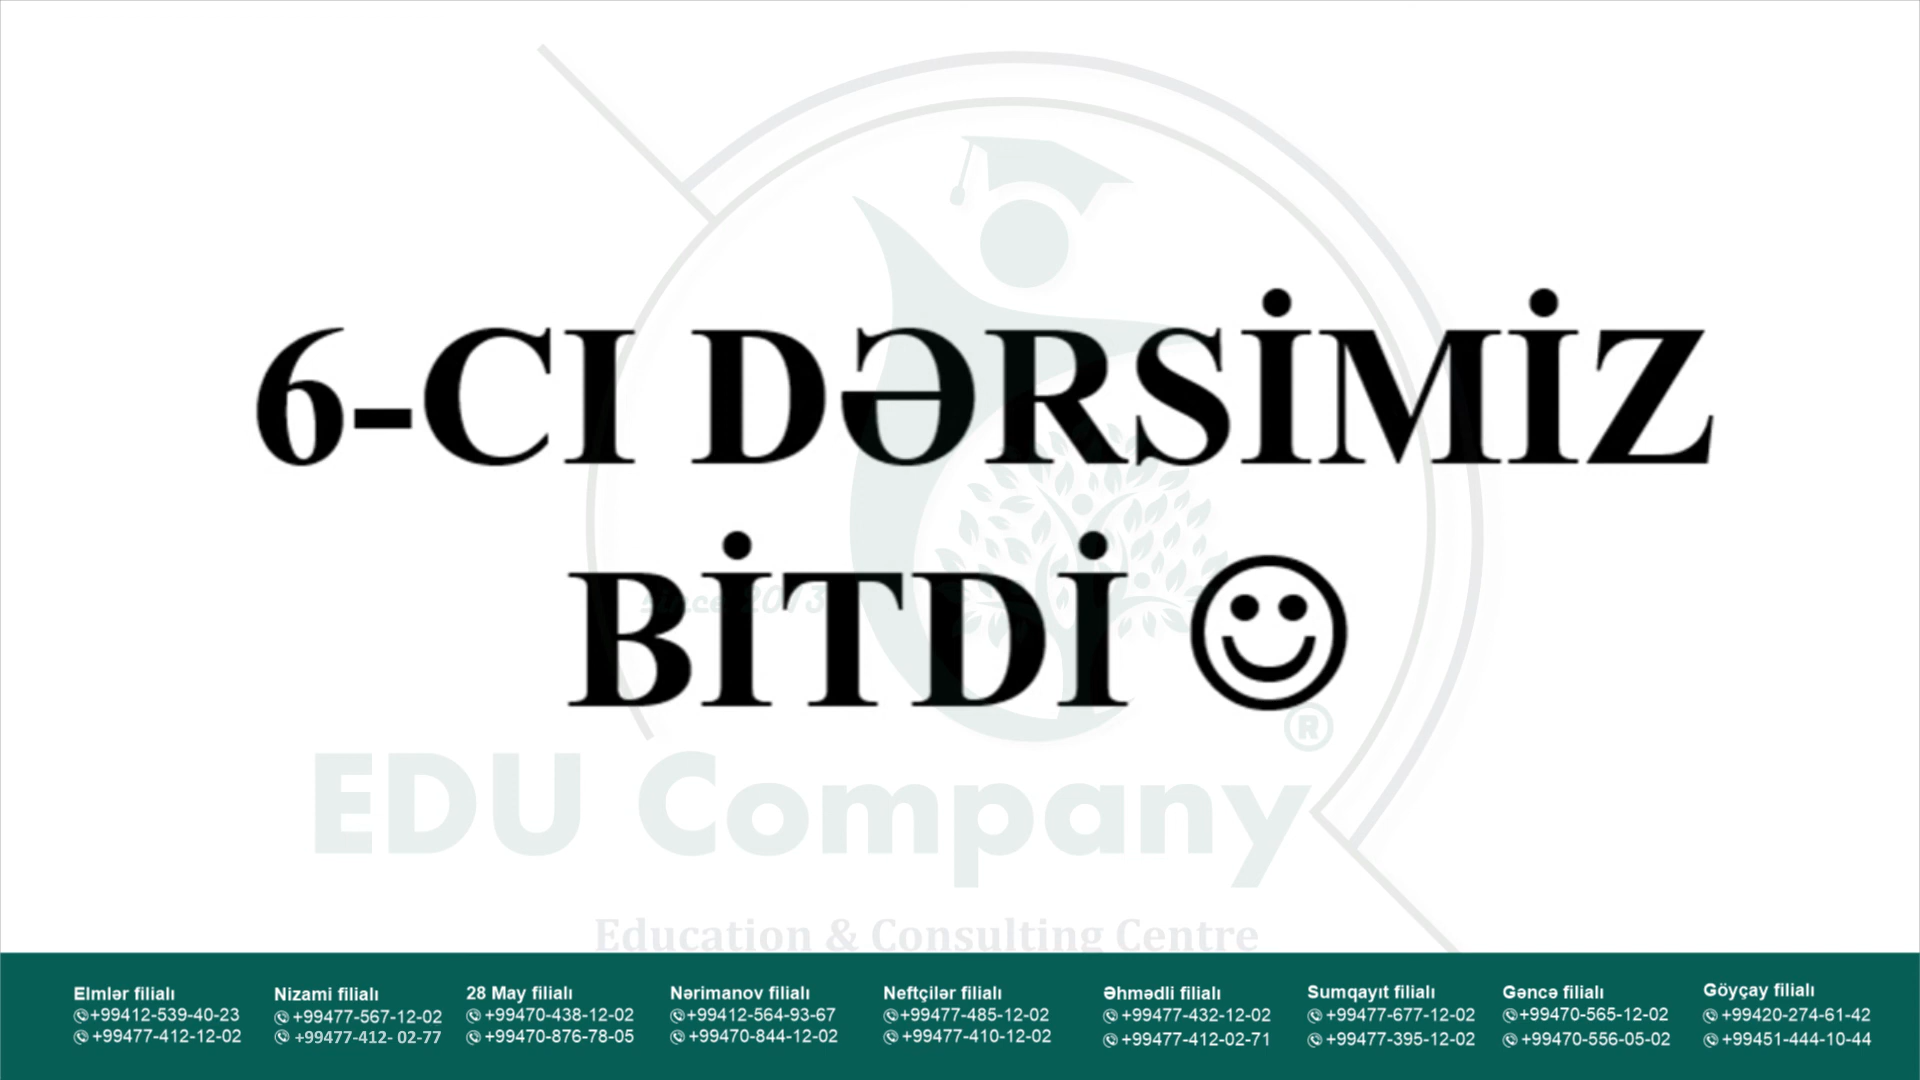 6-CI DƏRSİMİZ
BİTDİ
since 2013
®
EDU Company
Education & Consulting Centre
Elmlər filialı
+99412-539-40-23
+99477-412-12-02
Nizami filialı
+99477-567-12-02
+99477-412- 02-77
28 May filialı
+99470-438-12-02
+99470-876-78-05
Nərimanov filialı
+99412-564-93-67
+99470-844-12-02
Neftçilər filialı
+99477-485-12-02
+99477-410-12-02
Əhmədli filialı
+99477-432-12-02
+99477-412-02-71
Sumqayıt filialı
+99477-677-12-02
+99477-395-12-02
Gəncə filialı
+99470-565-12-02
+99470-556-05-02
Göyçay filialı
+99420-274-61-42
+99451-444-10-44